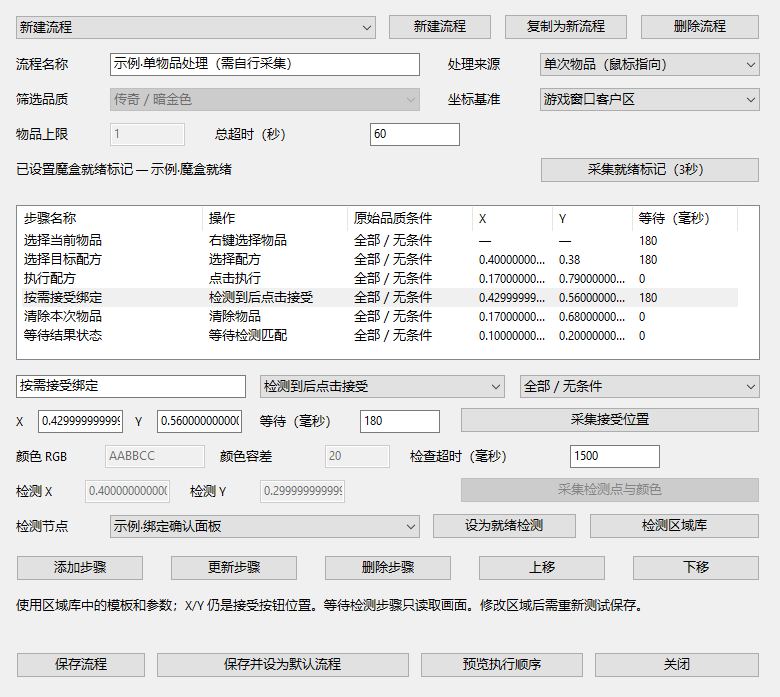 新建流程 新建流程 复制为新流程 删除流程
流程名称 示例·单物品处理（需自行采集） 处理来源 单次物品（鼠标指向）
筛选品质 传奇 / 暗金色 坐标基准 游戏窗口客户区
物品上限 1 总超时（秒） 60
已设置魔盒就绪标记 — 示例·魔盒就绪 采集就绪标记（3秒）
步骤名称 操作 原始品质条件 X Y 等待（毫秒）
选择当前物品 右键选择物品 全部 / 无条件 — — 180
选择目标配方 选择配方 全部 / 无条件 0.40000000... 0.38 180
执行配方 点击执行 全部 / 无条件 0.17000000... 0.79000000... 0
按需接受绑定 检测到后点击接受 全部 / 无条件 0.42999999... 0.56000000... 180
清除本次物品 清除物品 全部 / 无条件 0.17000000... 0.68000000... 0
等待结果状态 等待检测匹配 全部 / 无条件 0.10000000... 0.20000000... 0
按需接受绑定 检测到后点击接受 全部 / 无条件
X 0.429999999999 Y 0.560000000000 等待（毫秒） 180 采集接受位置
颜色 RGB AABBCC 颜色容差 20 检查超时（毫秒） 1500
检测 X 0.400000000000 检测 Y 0.299999999999 采集检测点与颜色
检测节点 示例·绑定确认面板 设为就绪检测 检测区域库
添加步骤 更新步骤 删除步骤 上移 下移
使用区域库中的模板和参数；X/Y 仍是接受按钮位置。等待检测步骤只读取画面。修改区域后需重新测试保存。
保存流程 保存并设为默认流程 预览执行顺序 关闭